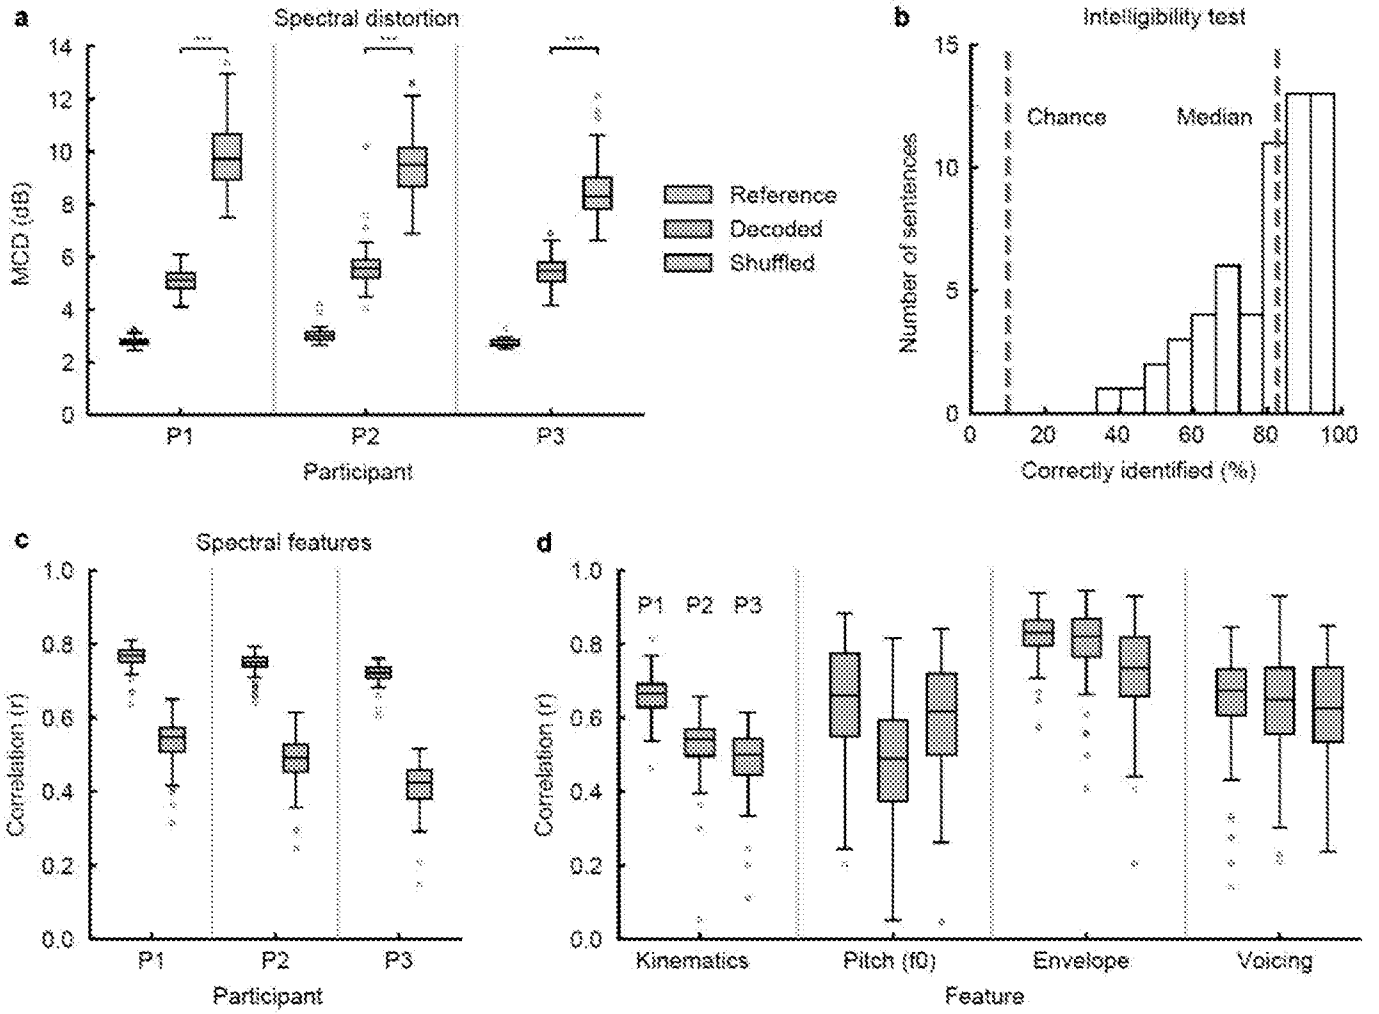 a
Spectral distortion
14
12
10
8
6
4
2
0
MCD (dB)
P1
P2
P3
Participant
Reference
Decoded
Shuffled
b
Intelligibility test
15
10
5
0
Number of sentences
Chance
Median
0
20
40
60
80
100
Correctly identified (%)
c
Spectral features
1.0
0.8
0.6
0.4
0.2
0.0
Correlation (r)
P1
P2
P3
Participant
d
1.0
0.8
0.6
0.4
0.2
0.0
Correlation (r)
P1 P2 P3
Kinematics
Pitch (f0)
Envelope
Voicing
Feature